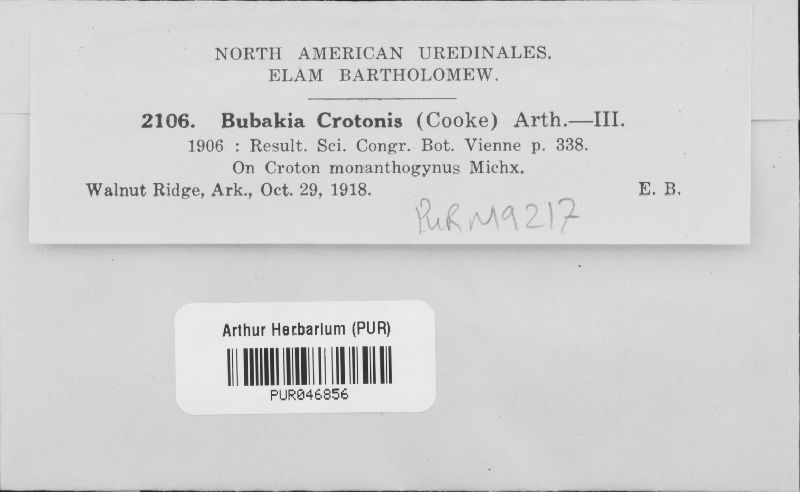 NORTH AMERICAN UREDINALES,
ELAM BARTHOLOMEW.
2106. Bubakia Crotonis (Cooke) Arth.—III.
1906 : Result. Sci. Congr. Bot. Vienne p. 338.
On Croton monanthogynus Michx.
Walnut Ridge, Ark., Oct. 29, 1918. E. B.
PUR N9217
Arthur Herbarium (PUR)
PUR046856